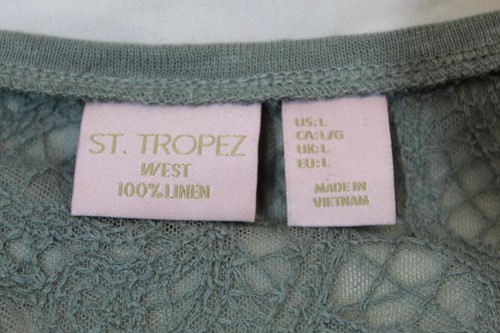 ST. TROPEZ
WEST
100% LINEN
US: L
CA: L/G
UK: L
EU: L
MADE IN
VIETNAM